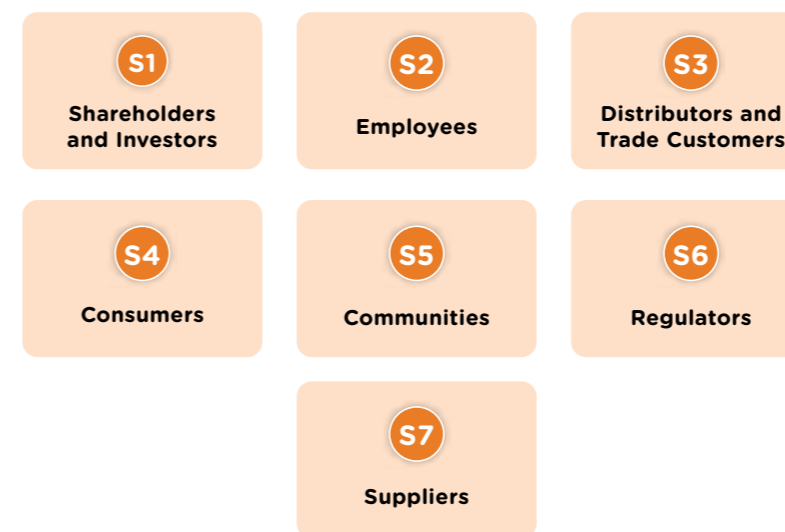 S1
Shareholders
and Investors
S2
Employees
S3
Distributors and
Trade Customers
S4
Consumers
S5
Communities
S6
Regulators
S7
Suppliers